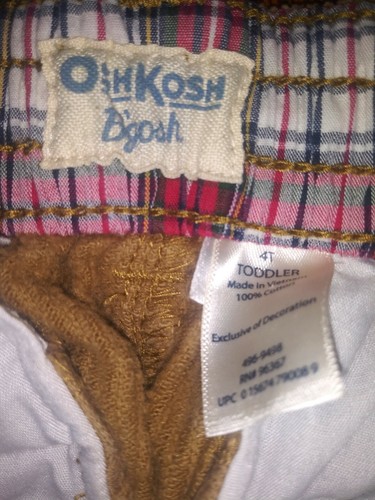 OshKosh
B'gosh
4T
TODDLER
Made in Vietnam
100% Cotton
Exclusive of Decoration
496-9498
RN# 96367
UPC 0 15674 79008 9